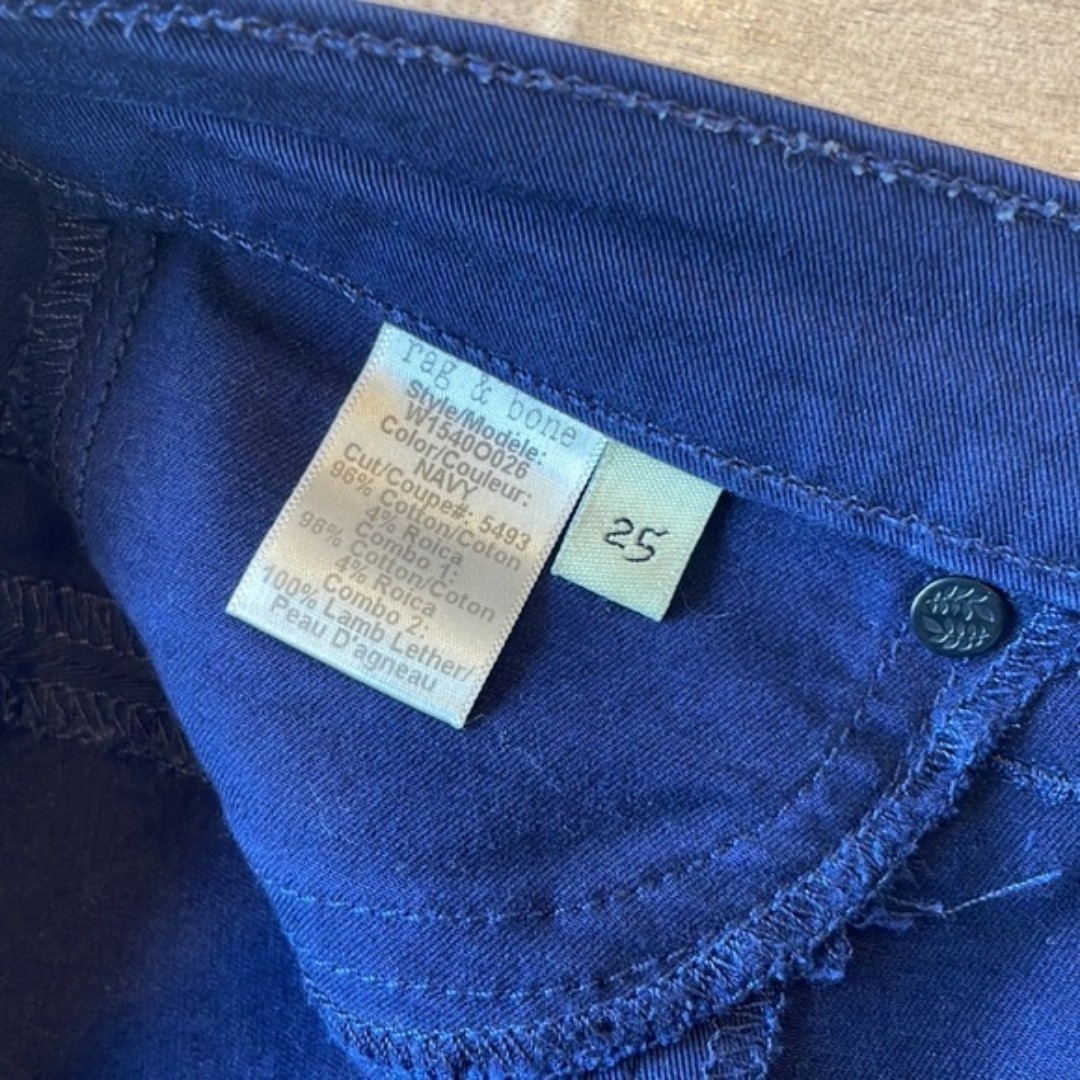 rag & bone
Style/Modèle:
W1540O026
Color/Couleur:
NAVY
Cut/Coupe#: 5493
96% Cotton/Coton
4% Roica
Combo 1:
96% Cotton/Coton
4% Roica
Combo 2:
100% Lamb Lether/
Peau D'agneau
25